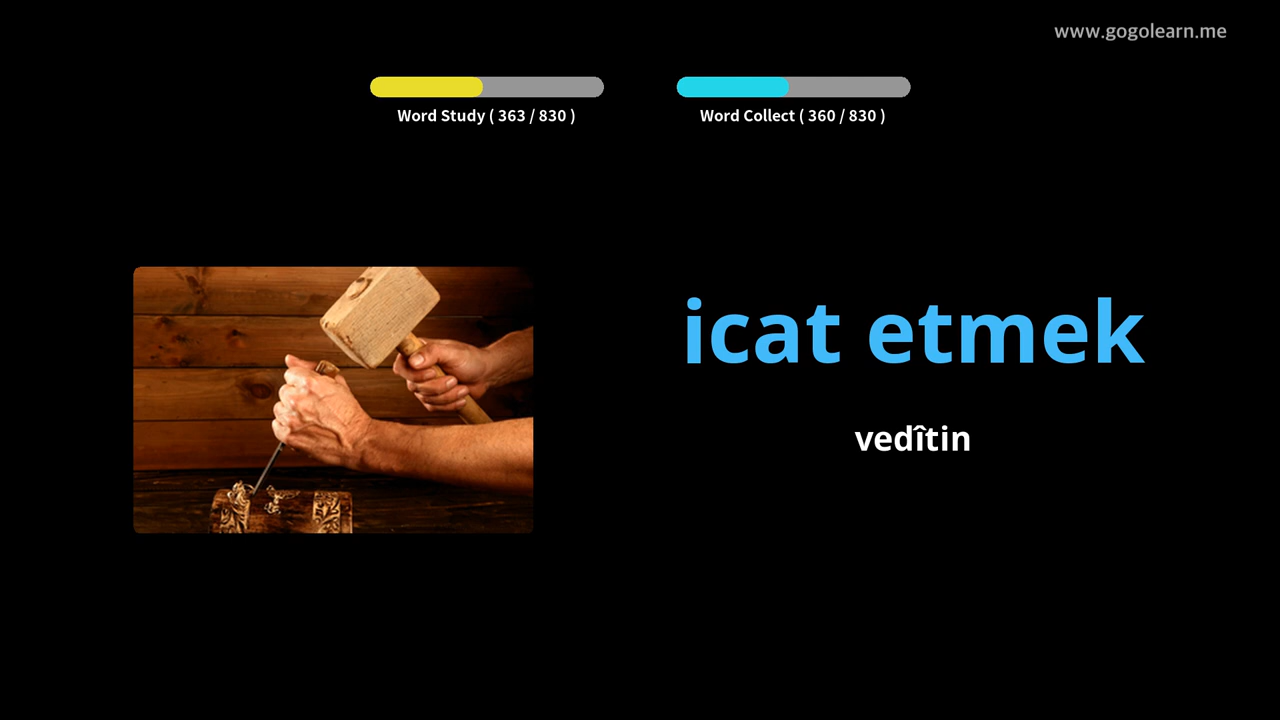 www.gogolearn.me
Word Study ( 363 / 830 )
Word Collect ( 360 / 830 )
icat etmek
vedîtin